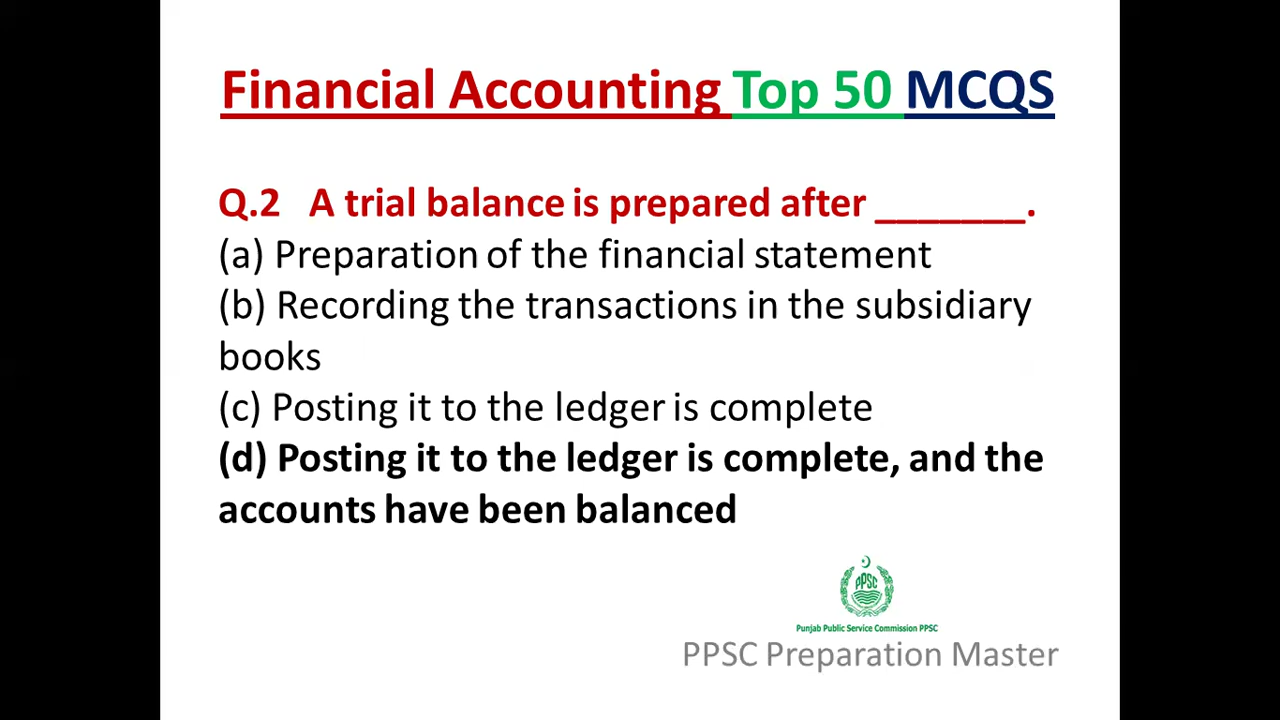 Financial Accounting Top 50 MCQS
Q.2 A trial balance is prepared after _______.
(a) Preparation of the financial statement
(b) Recording the transactions in the subsidiary
books
(c) Posting it to the ledger is complete
(d) Posting it to the ledger is complete, and the
accounts have been balanced
PPSC
Punjab Public Service Commission PPSC
PPSC Preparation Master